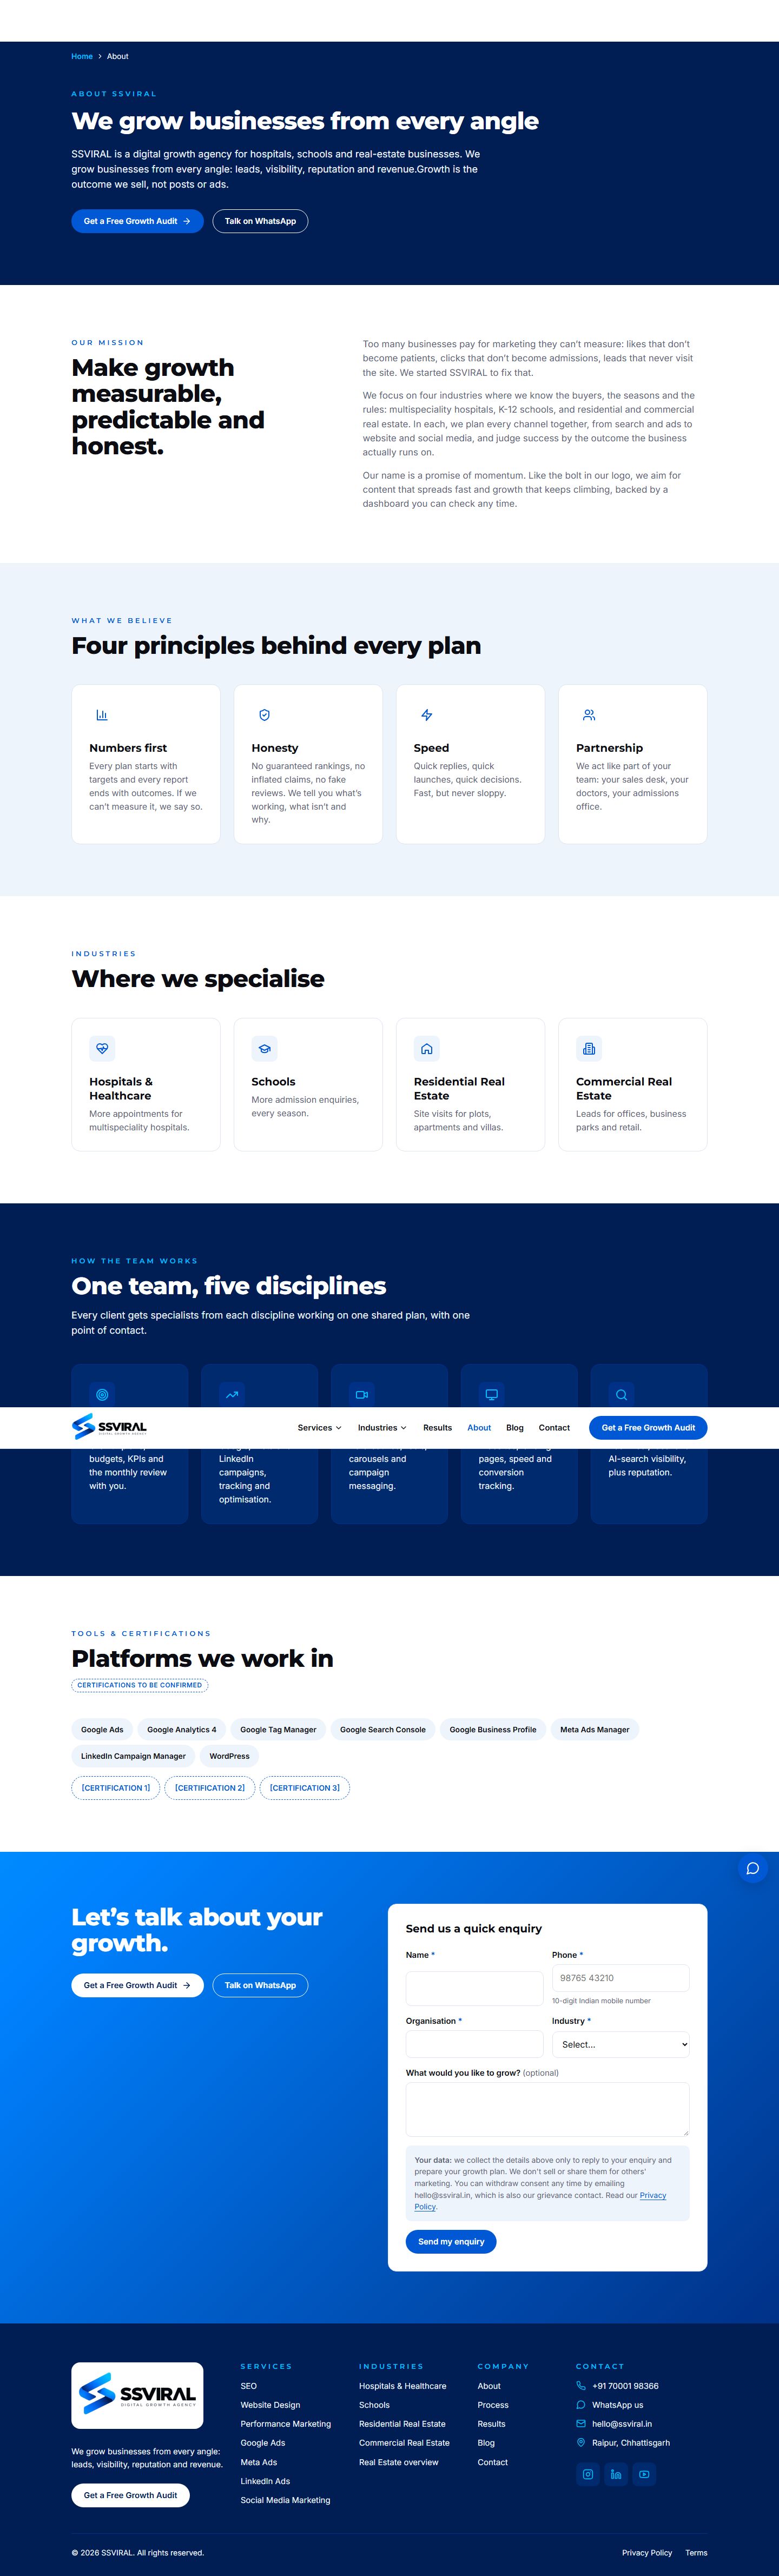 Home > About
ABOUT SSVIRAL
We grow businesses from every angle
SSVIRAL is a digital growth agency for hospitals, schools and real-estate businesses. We
grow businesses from every angle: leads, visibility, reputation and revenue.Growth is the
outcome we sell, not posts or ads.
Get a Free Growth Audit
Talk on WhatsApp
OUR MISSION
Make growth
measurable,
predictable and
honest.
Too many businesses pay for marketing they can’t measure: likes that don’t
become patients, clicks that don’t become admissions, leads that never visit
the site. We started SSVIRAL to fix that.
We focus on four industries where we know the buyers, the seasons and the
rules: multispeciality hospitals, K-12 schools, and residential and commercial
real estate. In each, we plan every channel together, from search and ads to
website and social media, and judge success by the outcome the business
actually runs on.
Our name is a promise of momentum. Like the bolt in our logo, we aim for
content that spreads fast and growth that keeps climbing, backed by a
dashboard you can check any time.
WHAT WE BELIEVE
Four principles behind every plan
Numbers first
Every plan starts with
targets and every report
ends with outcomes. If we
can’t measure it, we say so.
Honesty
No guaranteed rankings, no
inflated claims, no fake
reviews. We tell you what’s
working, what isn’t and
why.
Speed
Quick replies, quick
launches, quick decisions.
Fast, but never sloppy.
Partnership
We act like part of your
team: your sales desk, your
doctors, your admissions
office.
INDUSTRIES
Where we specialise
Hospitals &
Healthcare
More appointments for
multispeciality hospitals.
Schools
More admission enquiries,
every season.
Residential Real
Estate
Site visits for plots,
apartments and villas.
Commercial Real
Estate
Leads for offices, business
parks and retail.
HOW THE TEAM WORKS
One team, five disciplines
Every client gets specialists from each discipline working on one shared plan, with one
point of contact.
SSVIRAL
DIGITAL GROWTH AGENCY
Services
Industries
Results
About
Blog
Contact
Get a Free Growth Audit
budgets, KPIs and
the monthly review
with you.
LinkedIn
campaigns,
tracking and
optimisation.
carousels and
campaign
messaging.
pages, speed and
conversion
tracking.
AI-search visibility,
plus reputation.
TOOLS & CERTIFICATIONS
Platforms we work in
CERTIFICATIONS TO BE CONFIRMED
Google Ads
Google Analytics 4
Google Tag Manager
Google Search Console
Google Business Profile
Meta Ads Manager
LinkedIn Campaign Manager
WordPress
[CERTIFICATION 1]
[CERTIFICATION 2]
[CERTIFICATION 3]
Let’s talk about your
growth.
Get a Free Growth Audit
Talk on WhatsApp
Send us a quick enquiry
Name *
Phone *
98765 43210
10-digit Indian mobile number
Organisation *
Industry *
Select...
What would you like to grow? (optional)
Your data: we collect the details above only to reply to your enquiry and
prepare your growth plan. We don’t sell or share them for others’
marketing. You can withdraw consent any time by emailing
hello@ssviral.in, which is also our grievance contact. Read our Privacy
Policy.
Send my enquiry
SSVIRAL
DIGITAL GROWTH AGENCY
We grow businesses from every angle:
leads, visibility, reputation and revenue.
Get a Free Growth Audit
SERVICES
SEO
Website Design
Performance Marketing
Google Ads
Meta Ads
LinkedIn Ads
Social Media Marketing
INDUSTRIES
Hospitals & Healthcare
Schools
Residential Real Estate
Commercial Real Estate
Real Estate overview
COMPANY
About
Process
Results
Blog
Contact
CONTACT
+91 70001 98366
WhatsApp us
hello@ssviral.in
Raipur, Chhattisgarh
© 2026 SSVIRAL. All rights reserved.
Privacy Policy
Terms